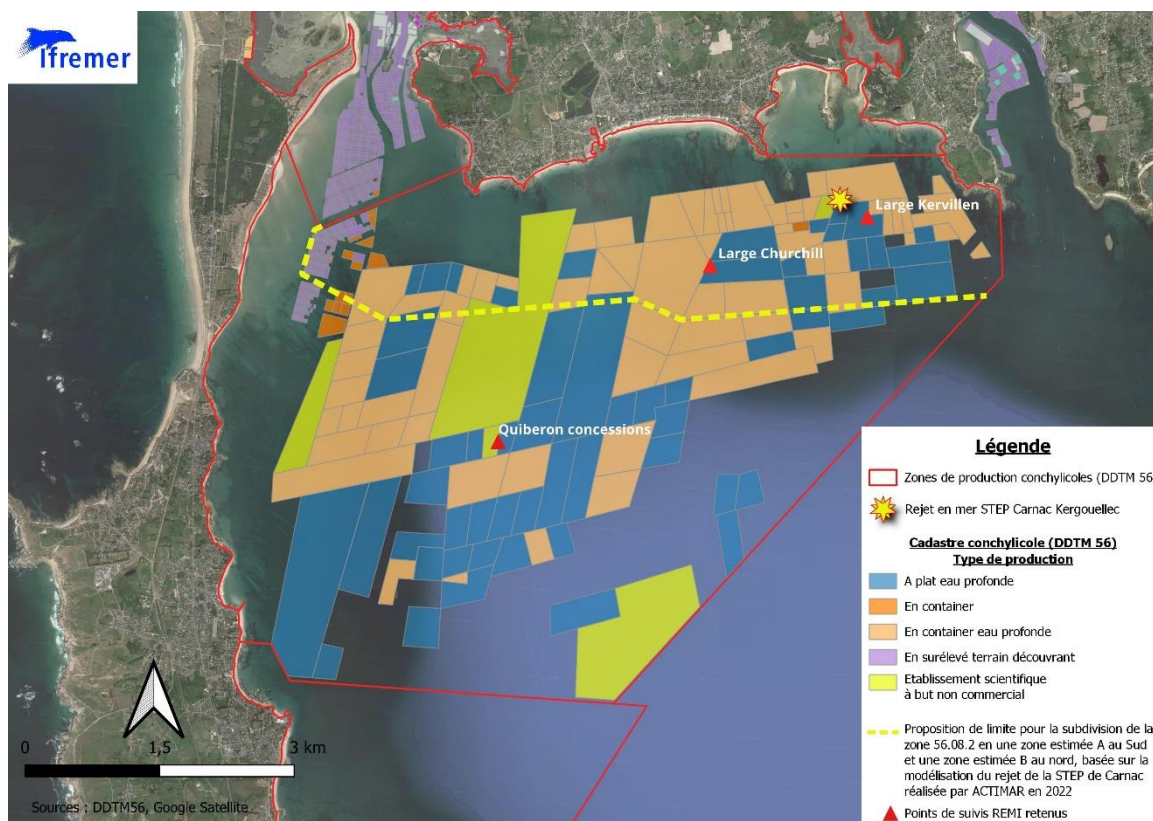 Ifremer
Large Kervillen
Large Churchill
Quiberon concessions
Légende
Zones de production conchylicoles (DDTM 56
Rejet en mer STEP Carnac Kergouellec
Cadastre conchylicole (DDTM 56)
Type de production
A plat eau profonde
En container
En container eau profonde
En surélevé terrain découvrant
Etablissement scientifique
à but non commercial
Proposition de limite pour la subdivision de la
zone 56.08.2 en une zone estimée A au Sud
et une zone estimée B au nord, basée sur la
modélisation du rejet de la STEP de Carnac
réalisée par ACTIMAR en 2022
Points de suivis REMI retenus
0 1,5 3 km
Sources : DDTM56, Google Satellite